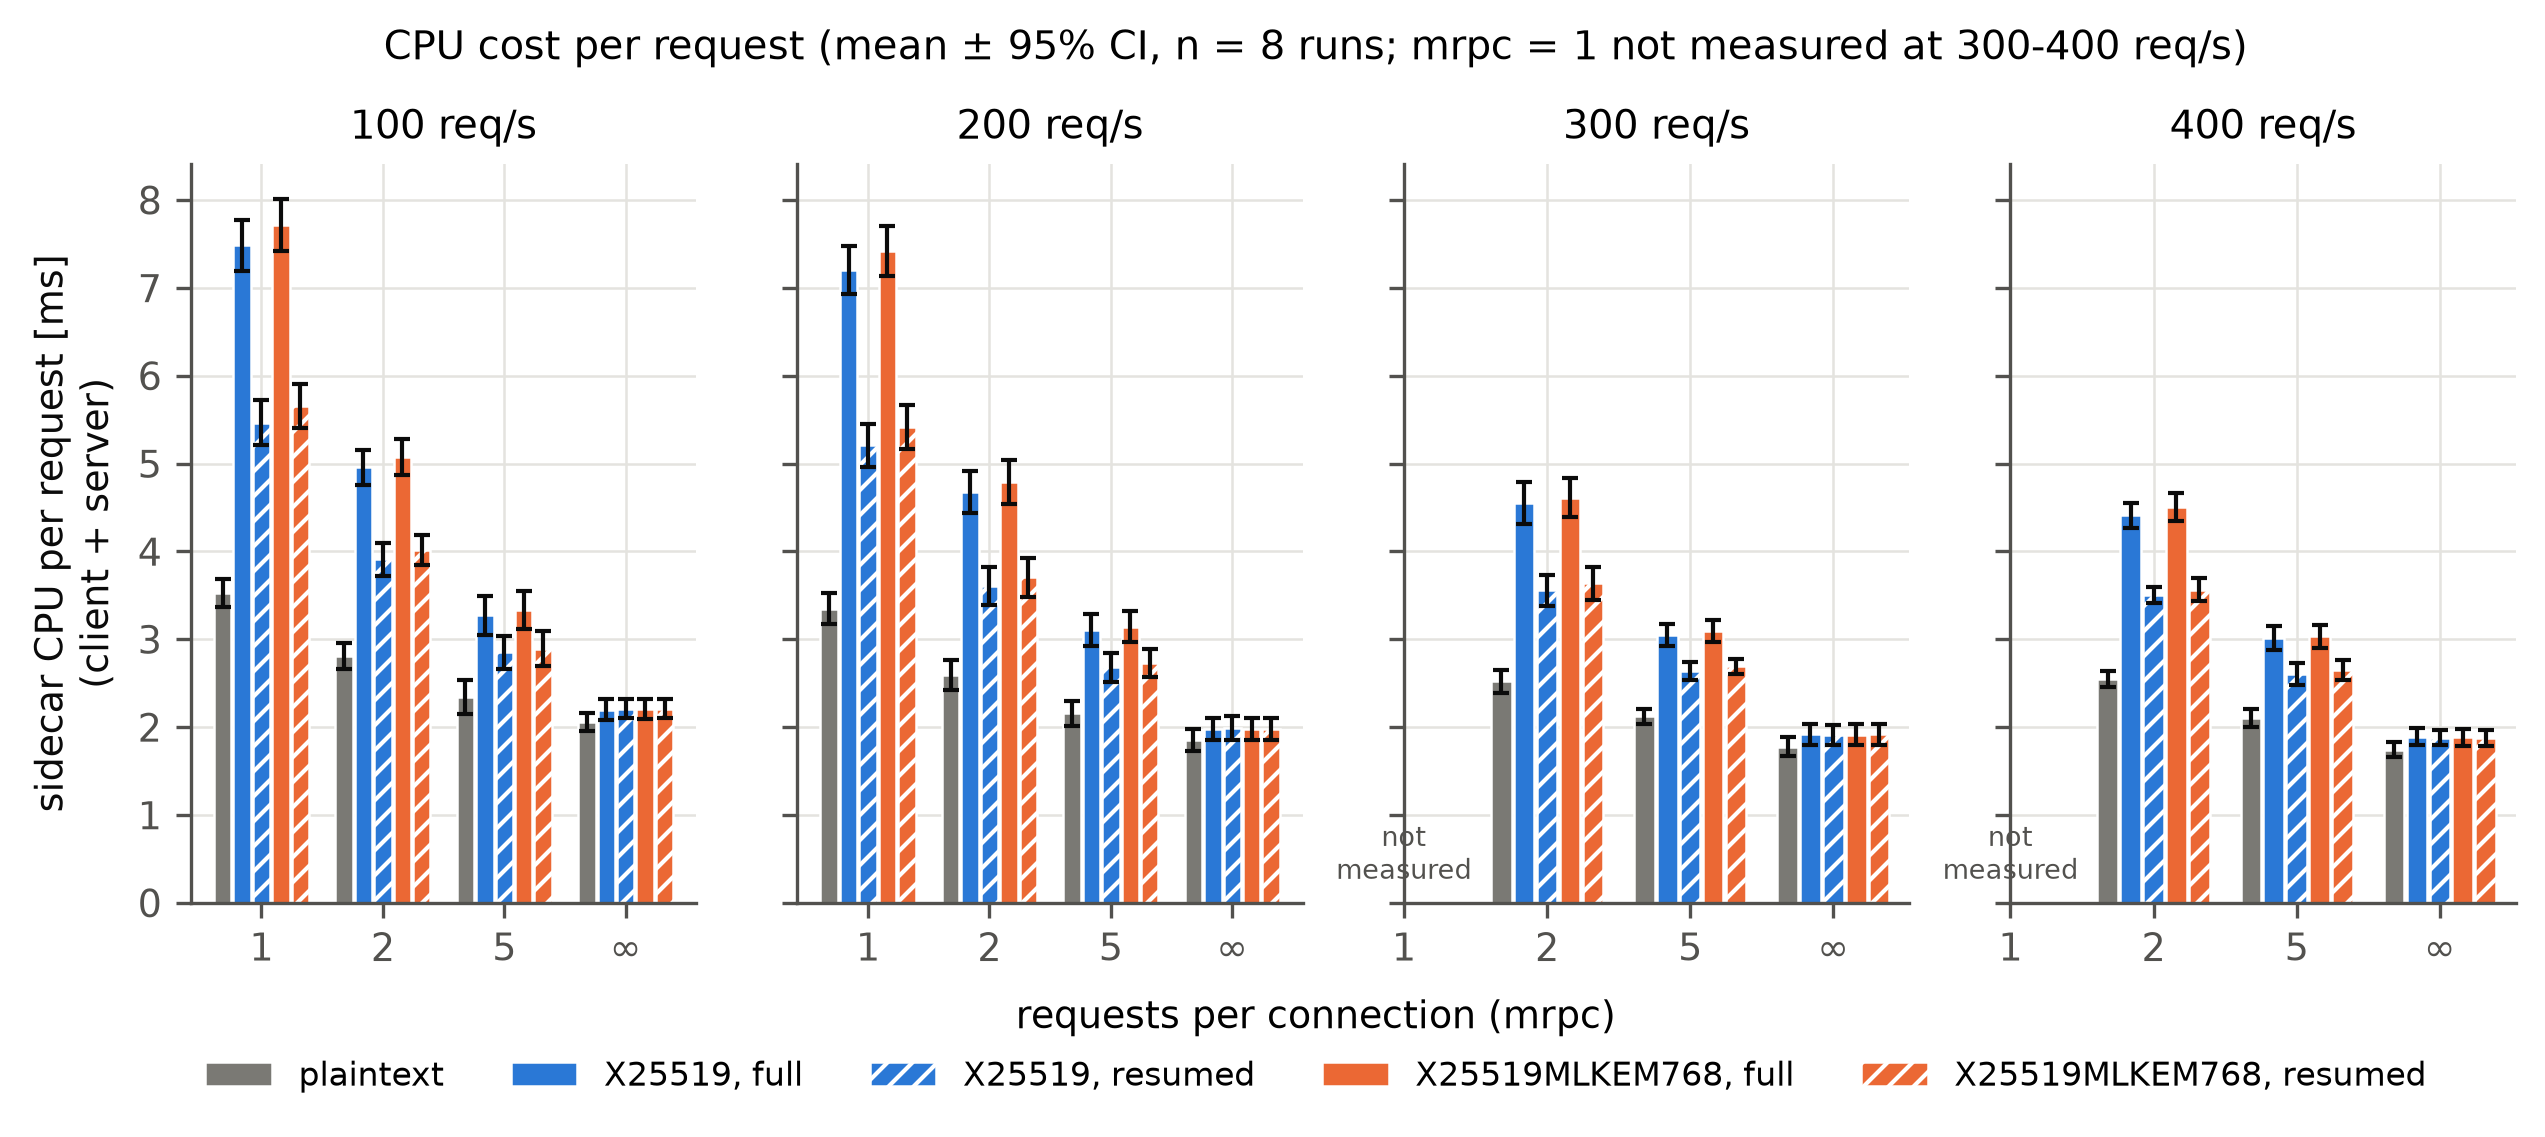 CPU cost per request (mean ± 95% CI, n = 8 runs; mrpc = 1 not measured at 300-400 req/s)
100 req/s
200 req/s
300 req/s
400 req/s
sidecar CPU per request [ms]
(client + server)
8
7
6
5
4
3
2
1
0
not
measured
not
measured
1 2 5 ∞
1 2 5 ∞
1 2 5 ∞
1 2 5 ∞
requests per connection (mrpc)
plaintext
X25519, full
X25519, resumed
X25519MLKEM768, full
X25519MLKEM768, resumed